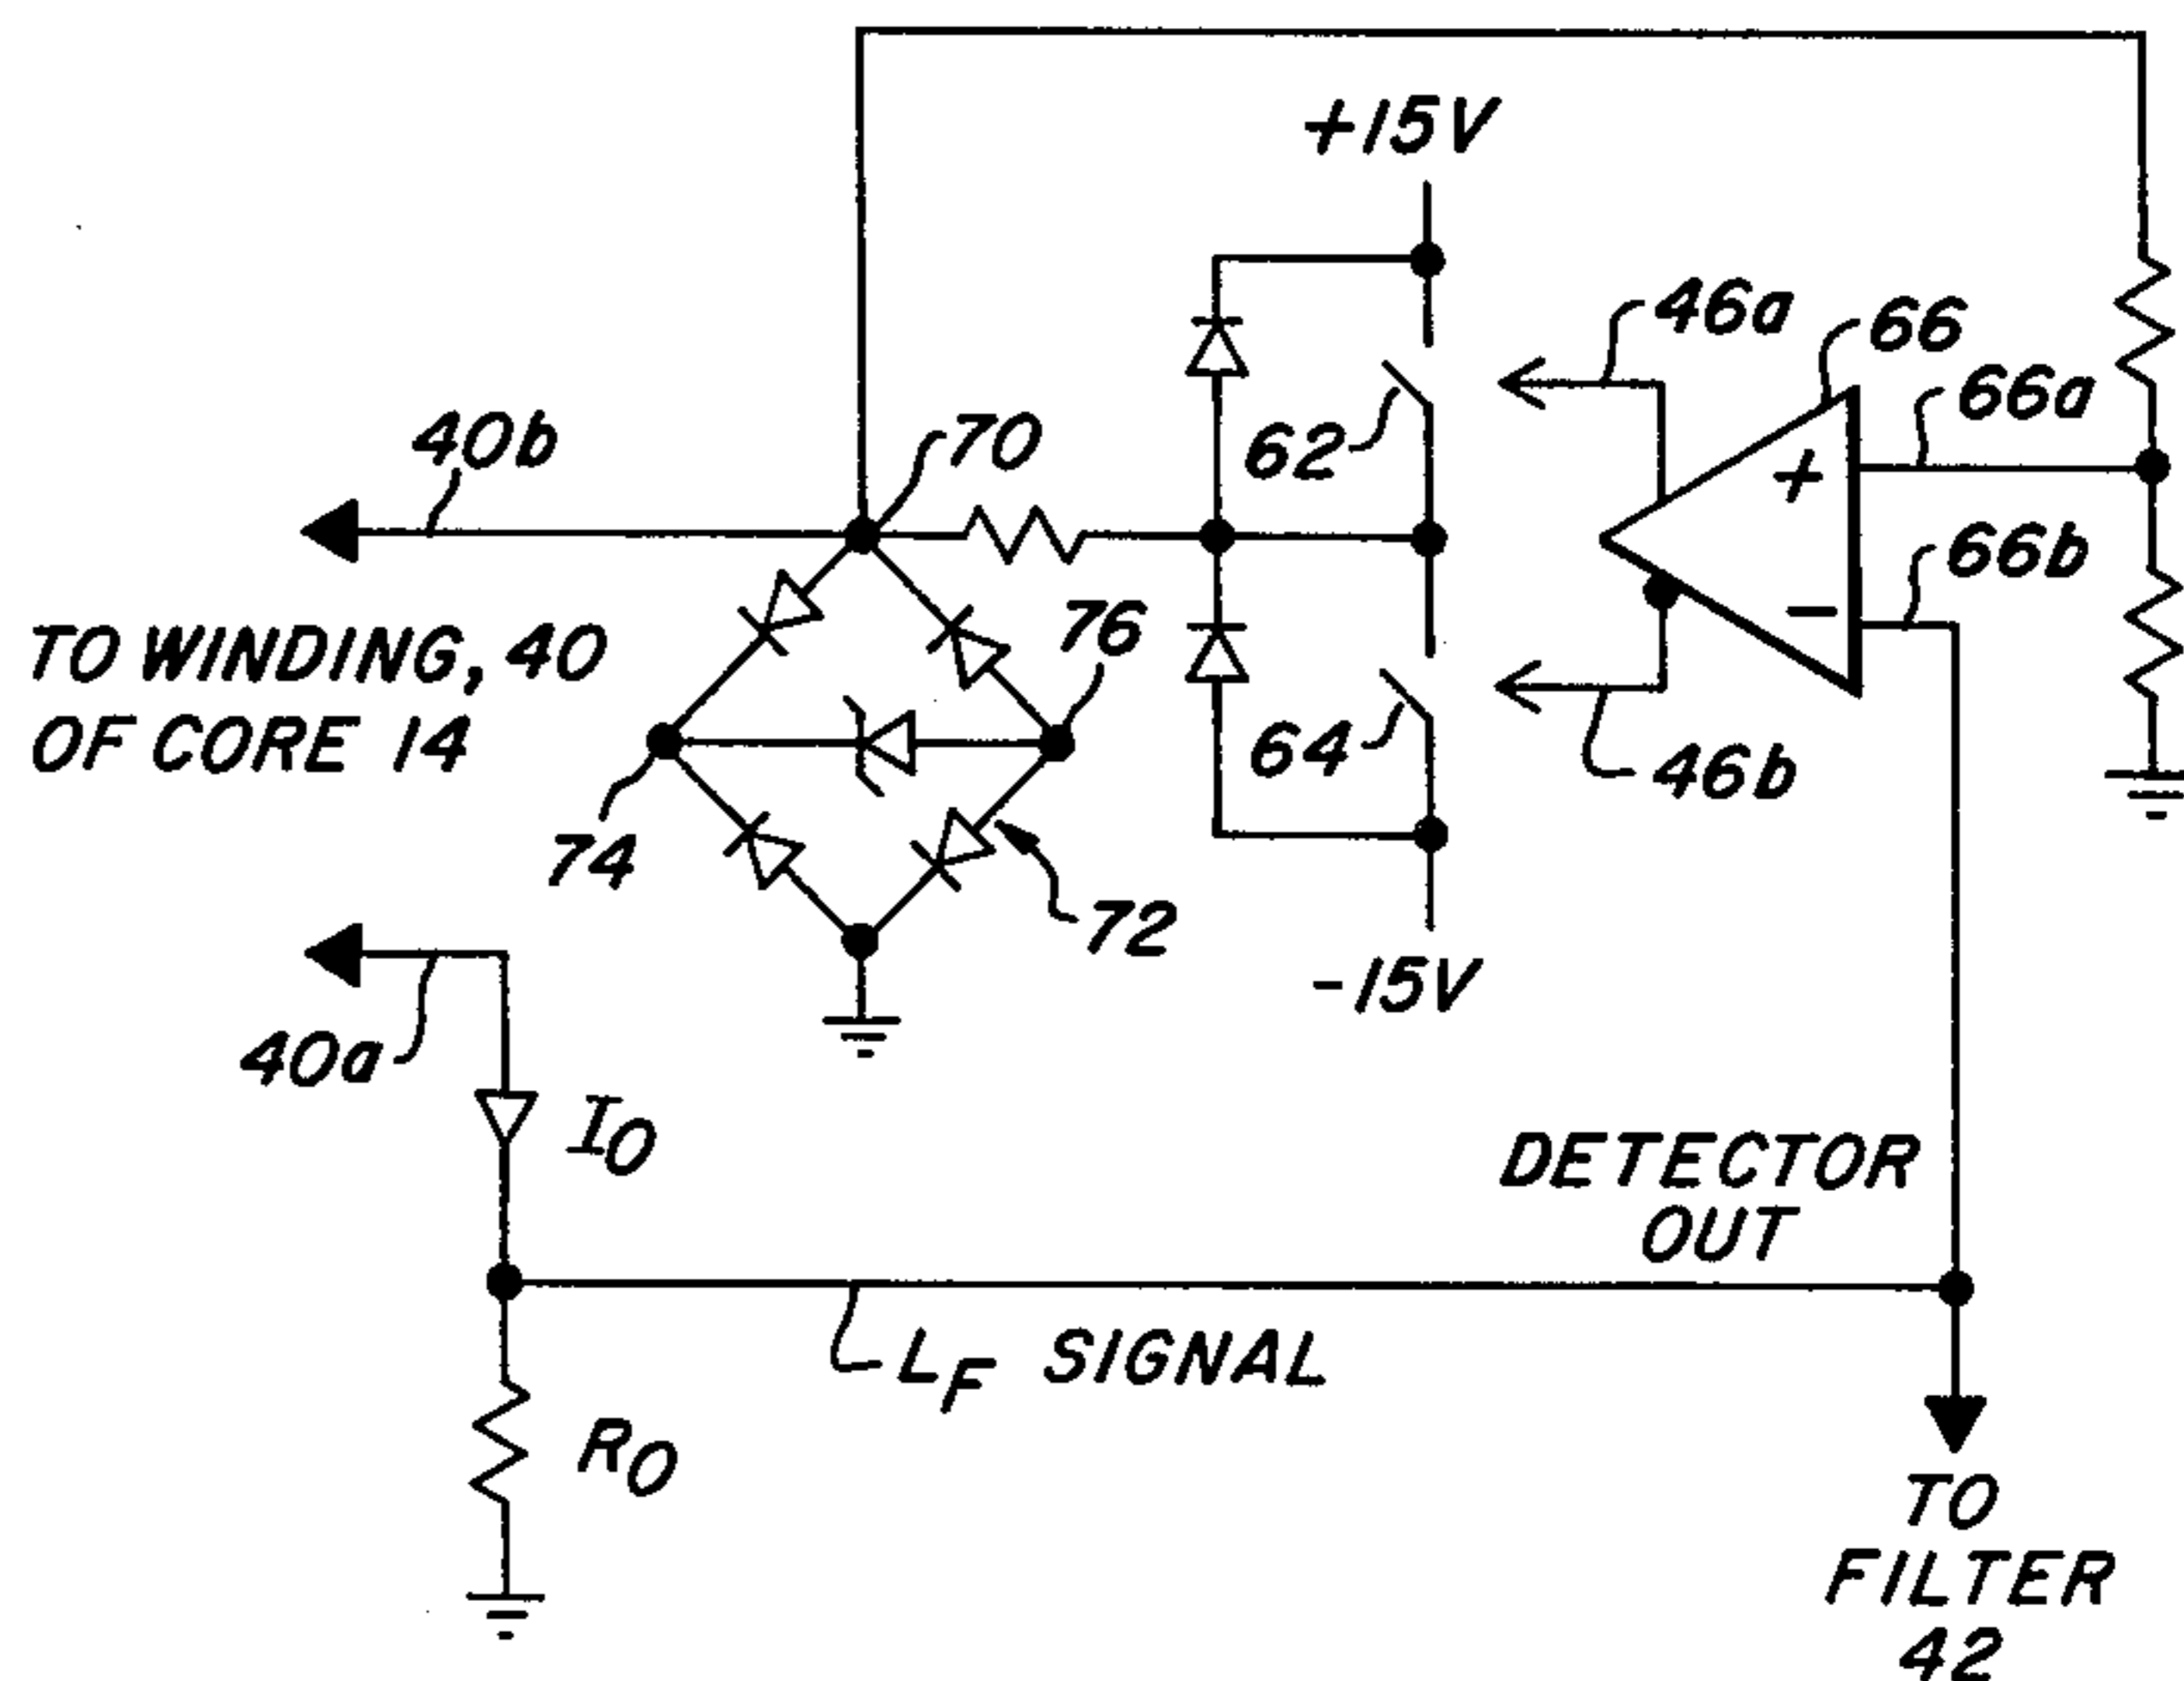 +15V
46a
66
66a
62
40b
70
+
66b
76
TO WINDING, 40
OF CORE 14
-
64
46b
74
72
-15V
40a
I0
DETECTOR
OUT
LF SIGNAL
R0
TO
FILTER
42